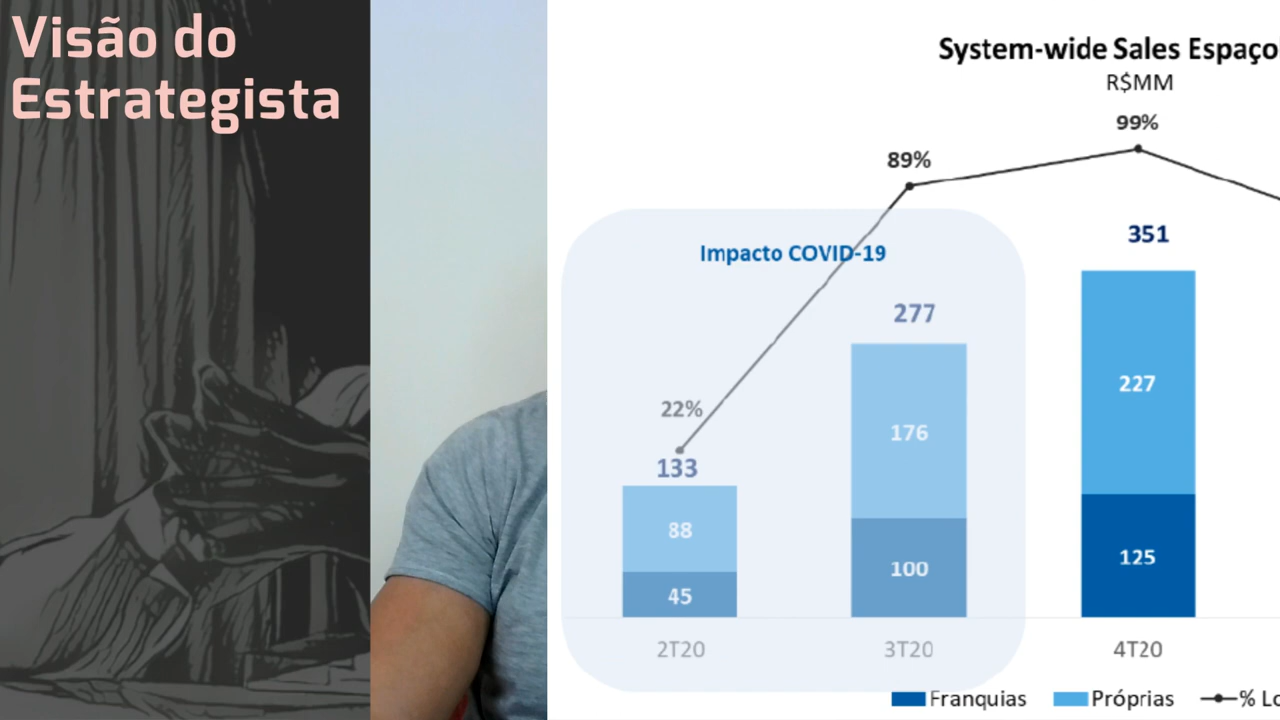 Visão do
Estrategista
System-wide Sales Espaço
R$MM
99%
89%
351
Impacto COVID-19
277
227
22%
176
133
88
125
100
45
2T20
3T20
4T20
Franquias
Próprias
% Lo